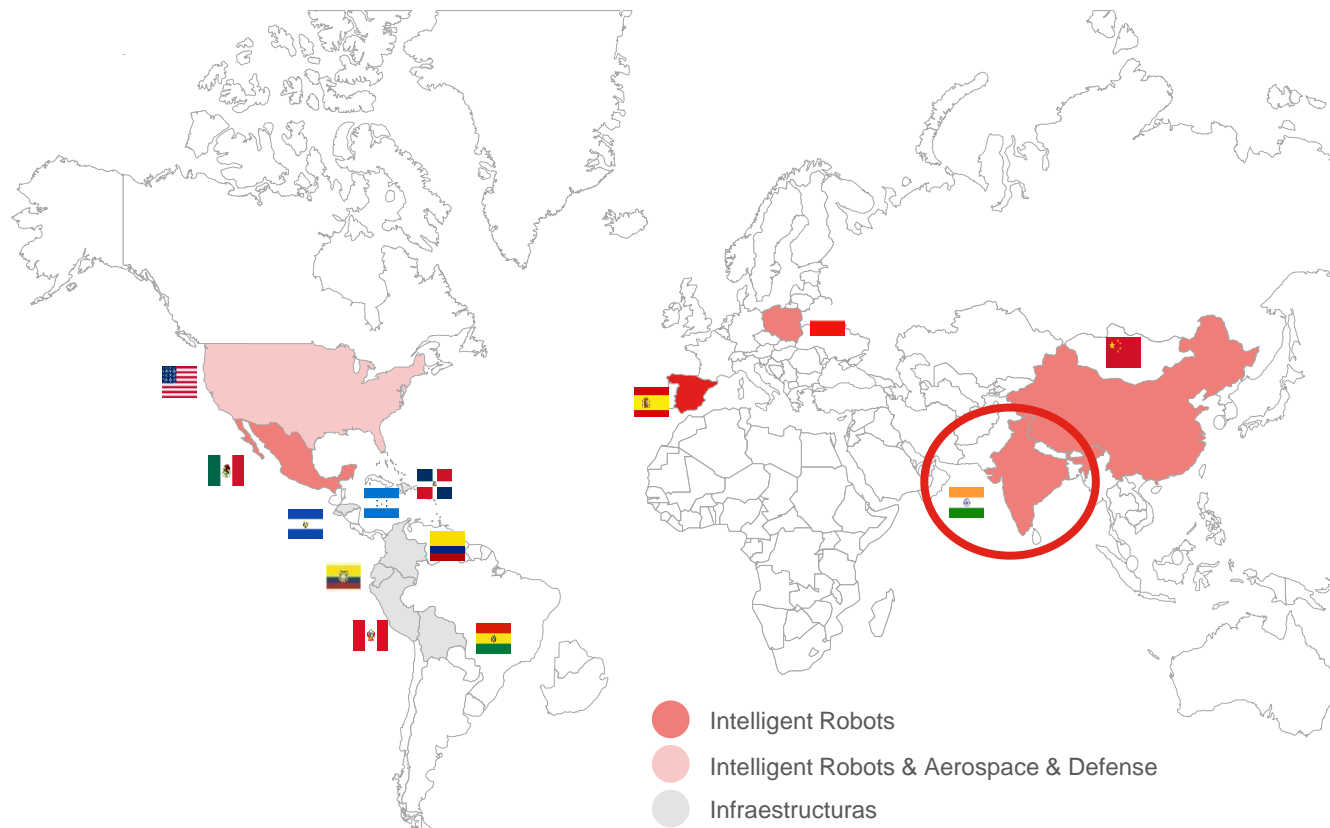 Intelligent Robots
Intelligent Robots & Aerospace & Defense
Infraestructuras